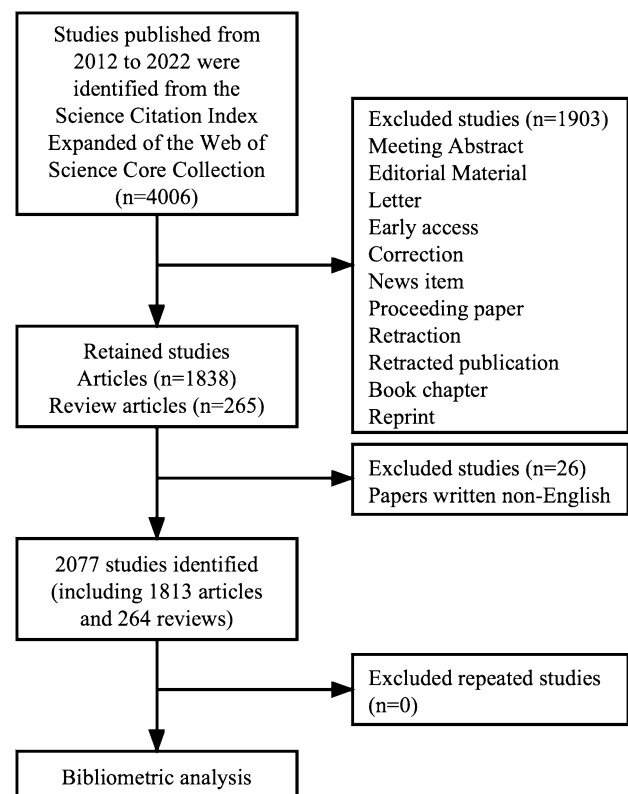 Studies published from
2012 to 2022 were
identified from the
Science Citation Index
Expanded of the Web of
Science Core Collection
(n=4006)
Excluded studies (n=1903)
Meeting Abstract
Editorial Material
Letter
Early access
Correction
News item
Proceeding paper
Retraction
Retracted publication
Book chapter
Reprint
Retained studies
Articles (n=1838)
Review articles (n=265)
Excluded studies (n=26)
Papers written non-English
2077 studies identified
(including 1813 articles
and 264 reviews)
Excluded repeated studies
(n=0)
Bibliometric analysis